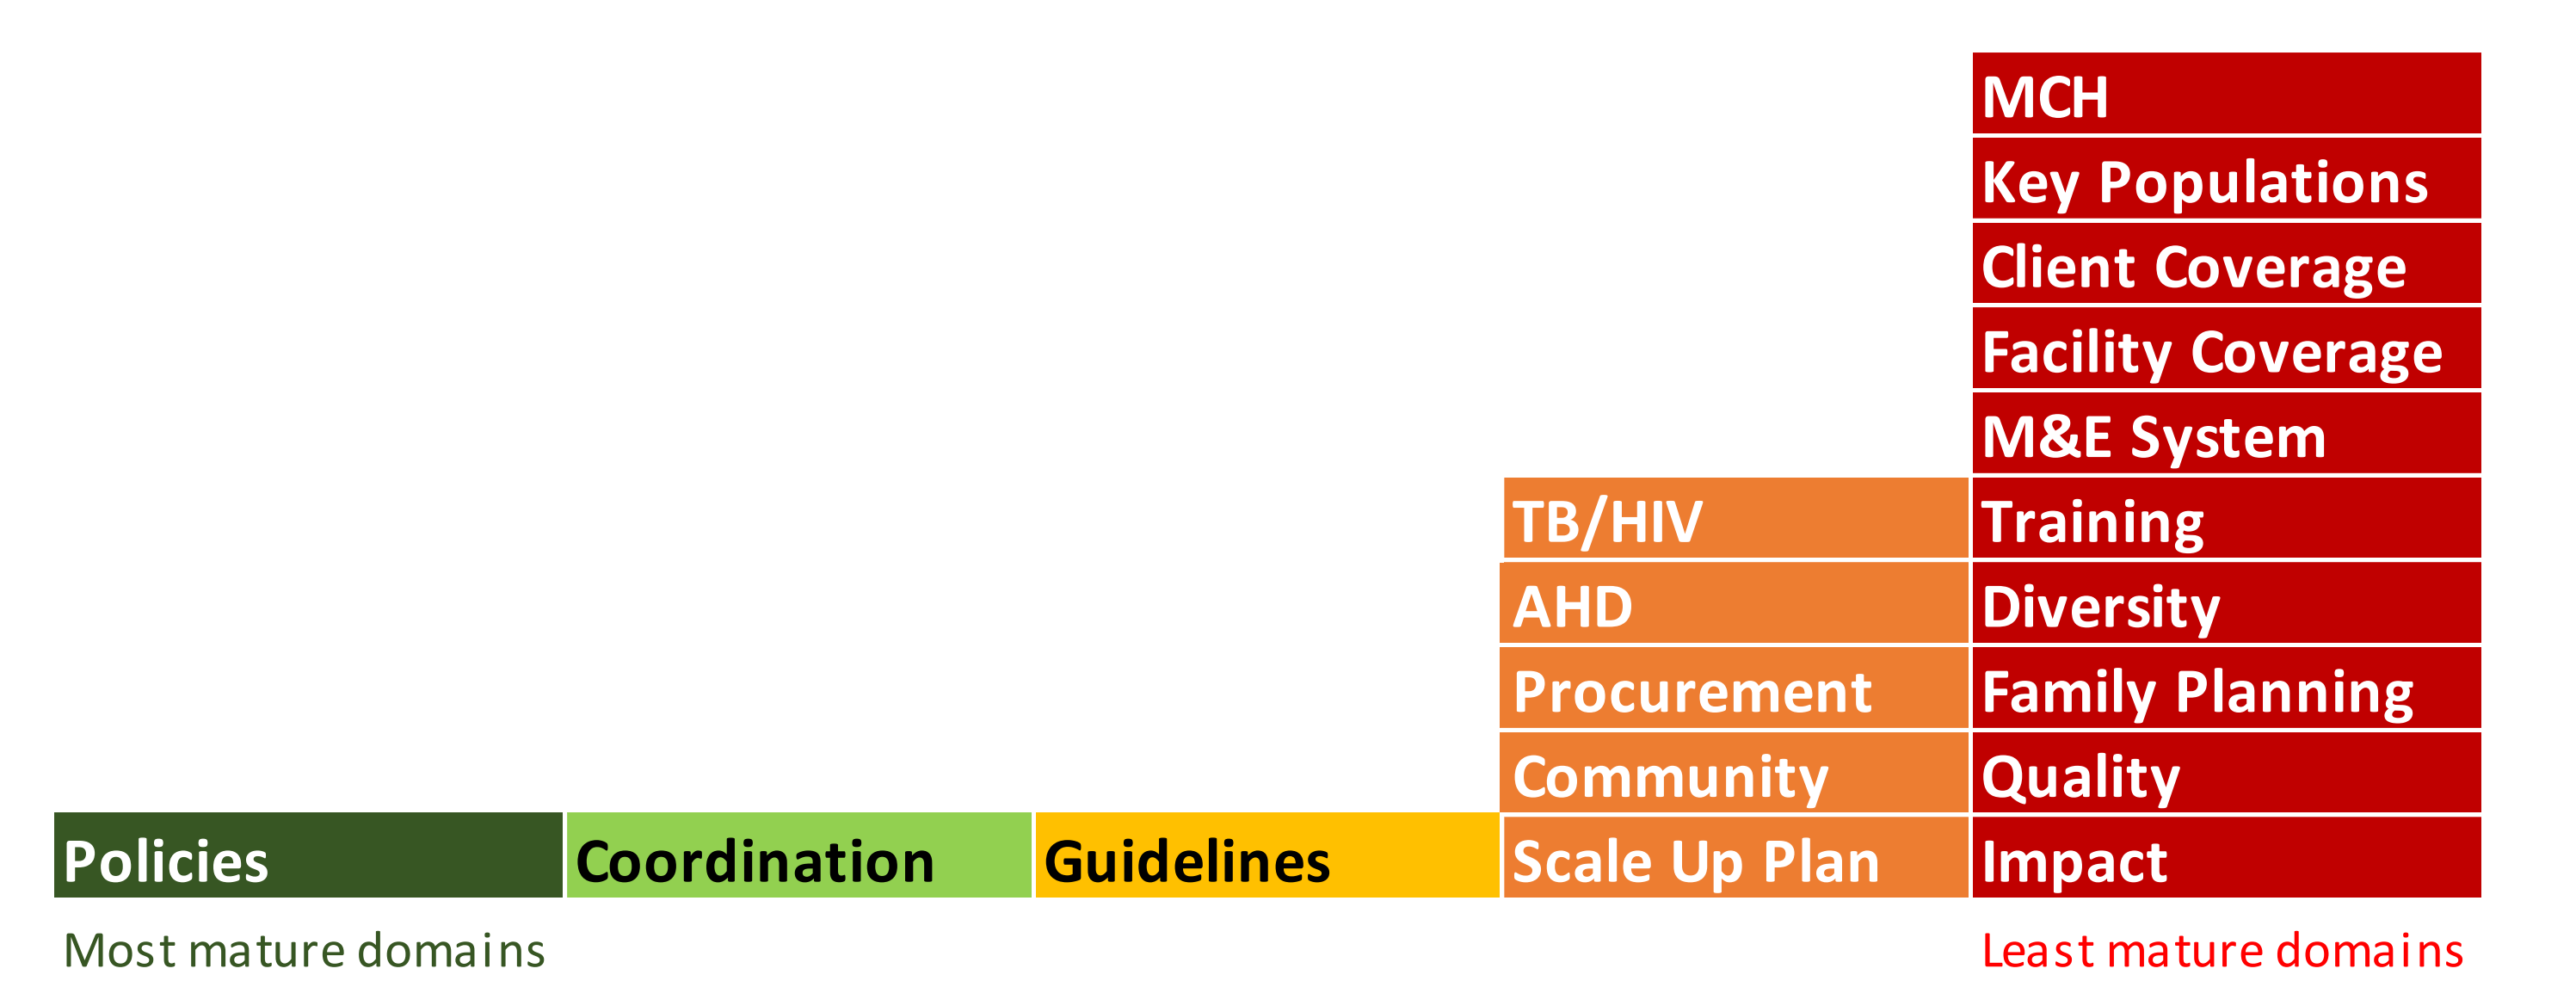 MCH
Key Populations
Client Coverage
Facility Coverage
M&E System
TB/HIV
Training
AHD
Diversity
Procurement
Family Planning
Community
Quality
Policies
Coordination
Guidelines
Scale Up Plan
Impact
Most mature domains
Least mature domains